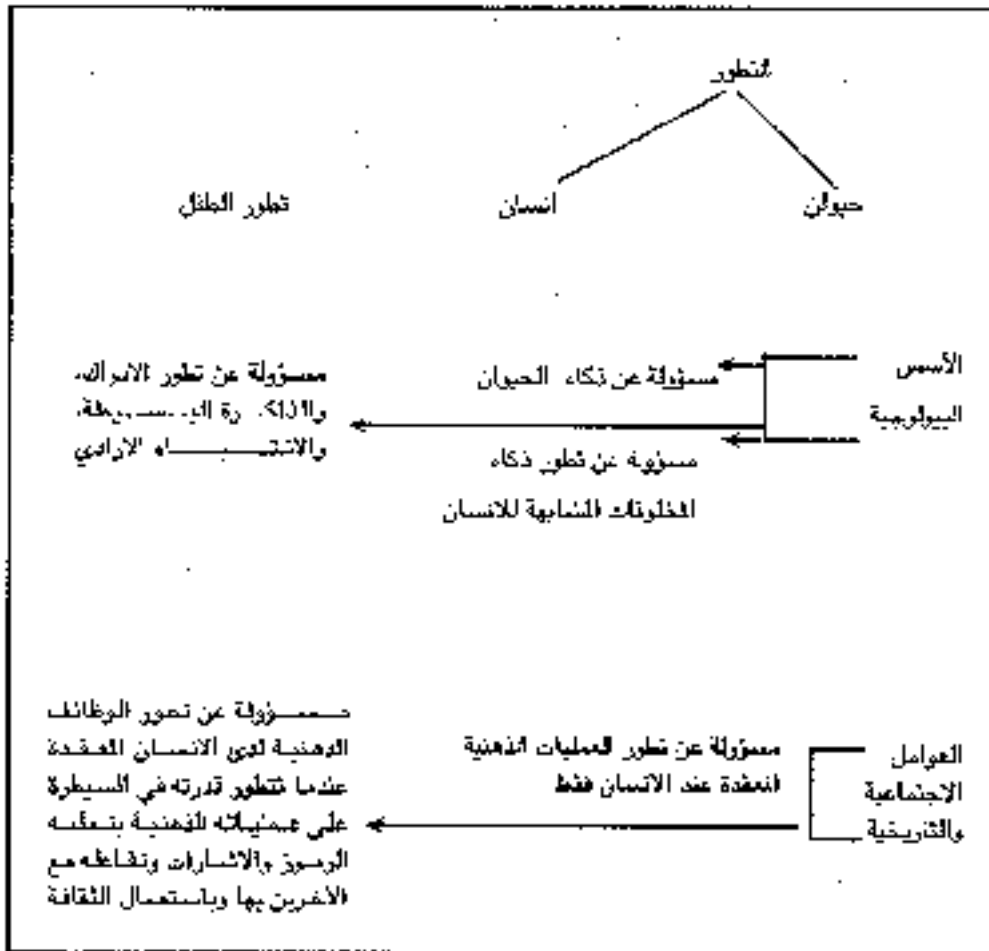 التطور
حيوان
انسان
تطور الطفل
الأسس
البيولوجية
مسؤولة عن ذكاء الحيوان
مسؤولة عن تطور ذكاء
المخلوقات المشابهة للانسان
مسؤولة عن تطور الادراك،
والذاكرة البسيطة،
والانتباه الارادي
العوامل
الاجتماعية
والتاريخية
مسؤولة عن تطور العمليات الذهنية
المعقدة عند الانسان فقط
مسؤولة عن تطور الوظائف
الذهنية لدى الانسان المعقدة
عندما تتطور قدرته في السيطرة
على عملياته الذهنية بتعلمه
الرموز والاشارات وتفاعله مع
الآخرين بها وباستعمال الثقافة